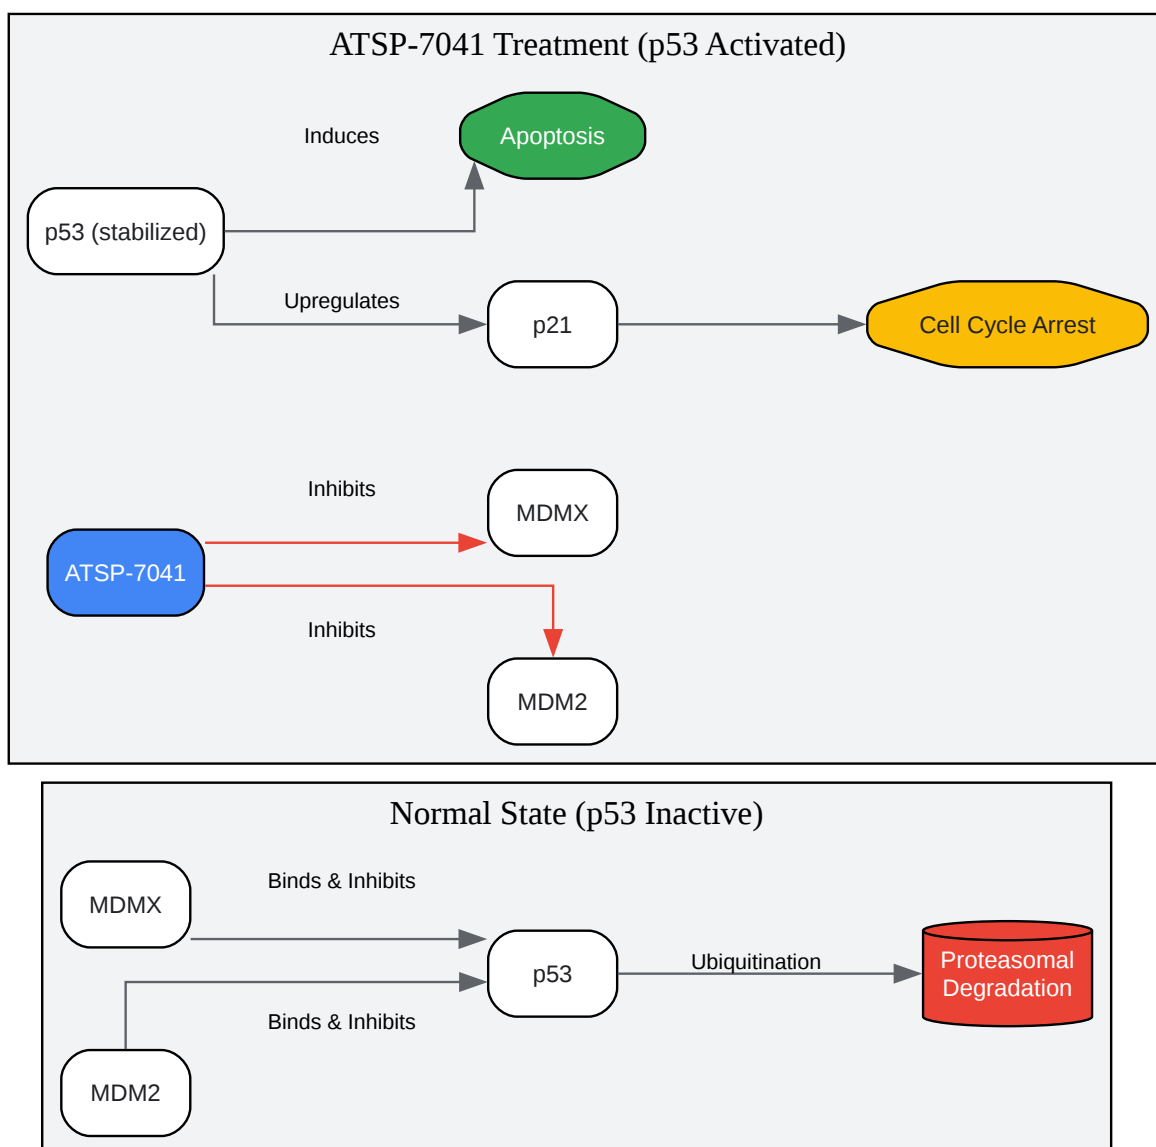 ATSP-7041 Treatment (p53 Activated)
Induces
Apoptosis
p53 (stabilized)
Upregulates
p21
Cell Cycle Arrest
Inhibits
MDMX
ATSP-7041
Inhibits
MDM2
Normal State (p53 Inactive)
MDMX
Binds & Inhibits
p53
Ubiquitination
Proteasomal
Degradation
Binds & Inhibits
MDM2